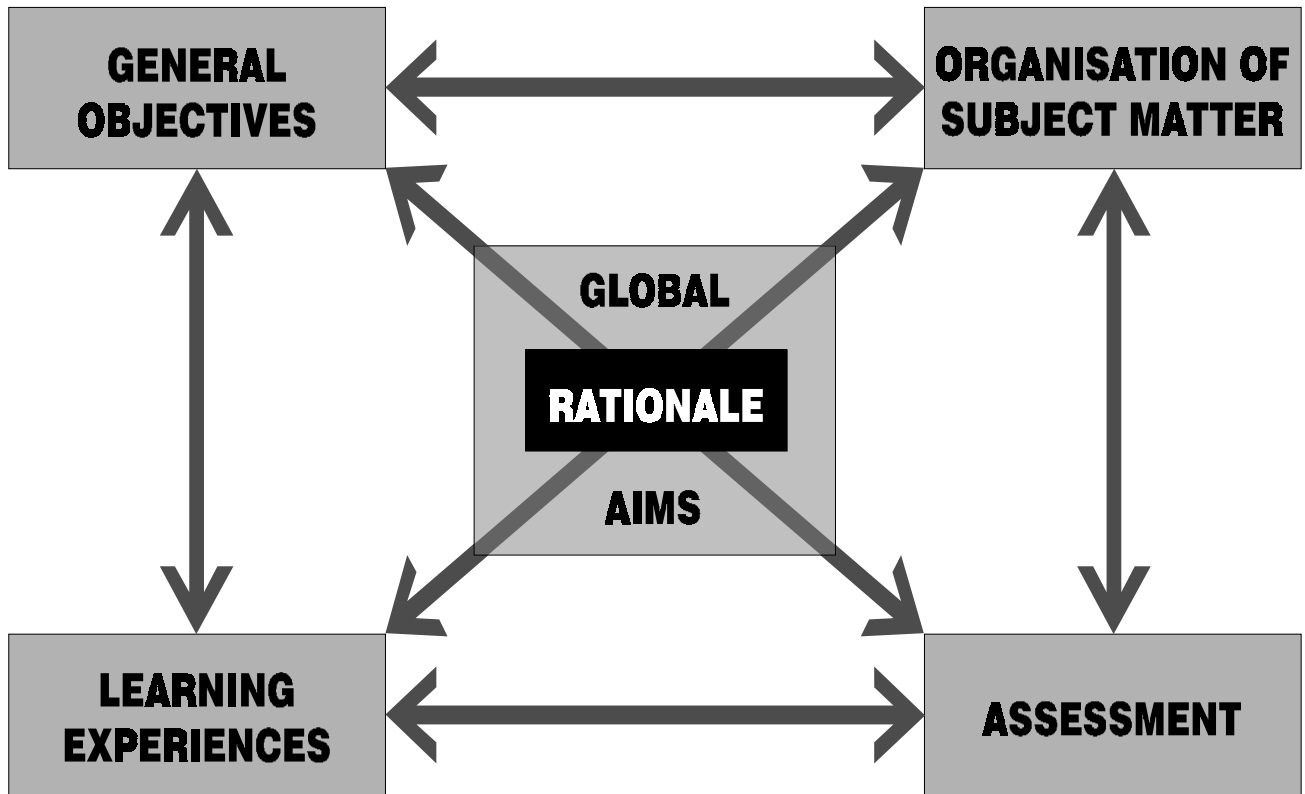 GENERAL
OBJECTIVES
ORGANISATION OF
SUBJECT MATTER
GLOBAL
RATIONALE
AIMS
LEARNING
EXPERIENCES
ASSESSMENT